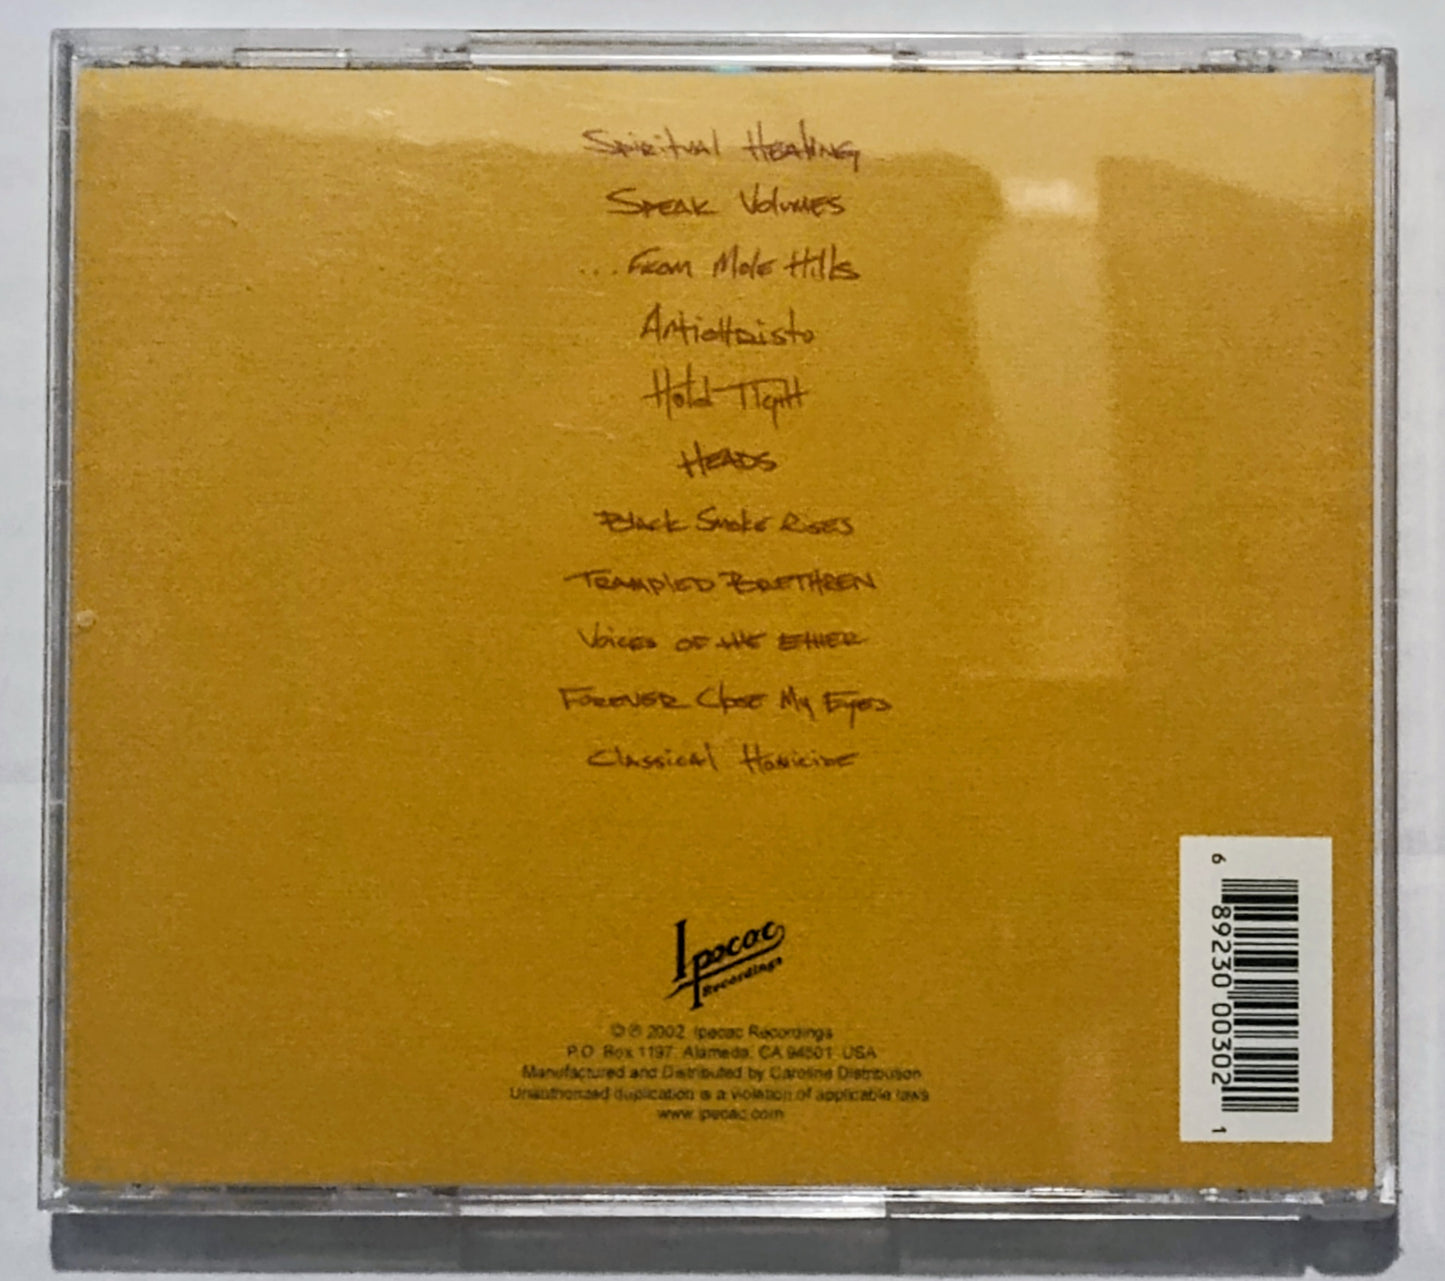 Spiritual Healing
Speak Volumes
...From Mole Hills
Antichristo
Hold Tight
Heads
Black Smoke Rises
Trampled Brethren
Voices of the Ether
Forever Close My Eyes
Classical Homicide
Ipecac
Recordings
© ℗ 2002 Ipecac Recordings
P.O. Box 1197, Alameda, CA 94501 USA
Manufactured and Distributed by Caroline Distribution
Unauthorized duplication is a violation of applicable laws
www.ipecac.com
6 89230 00302 1